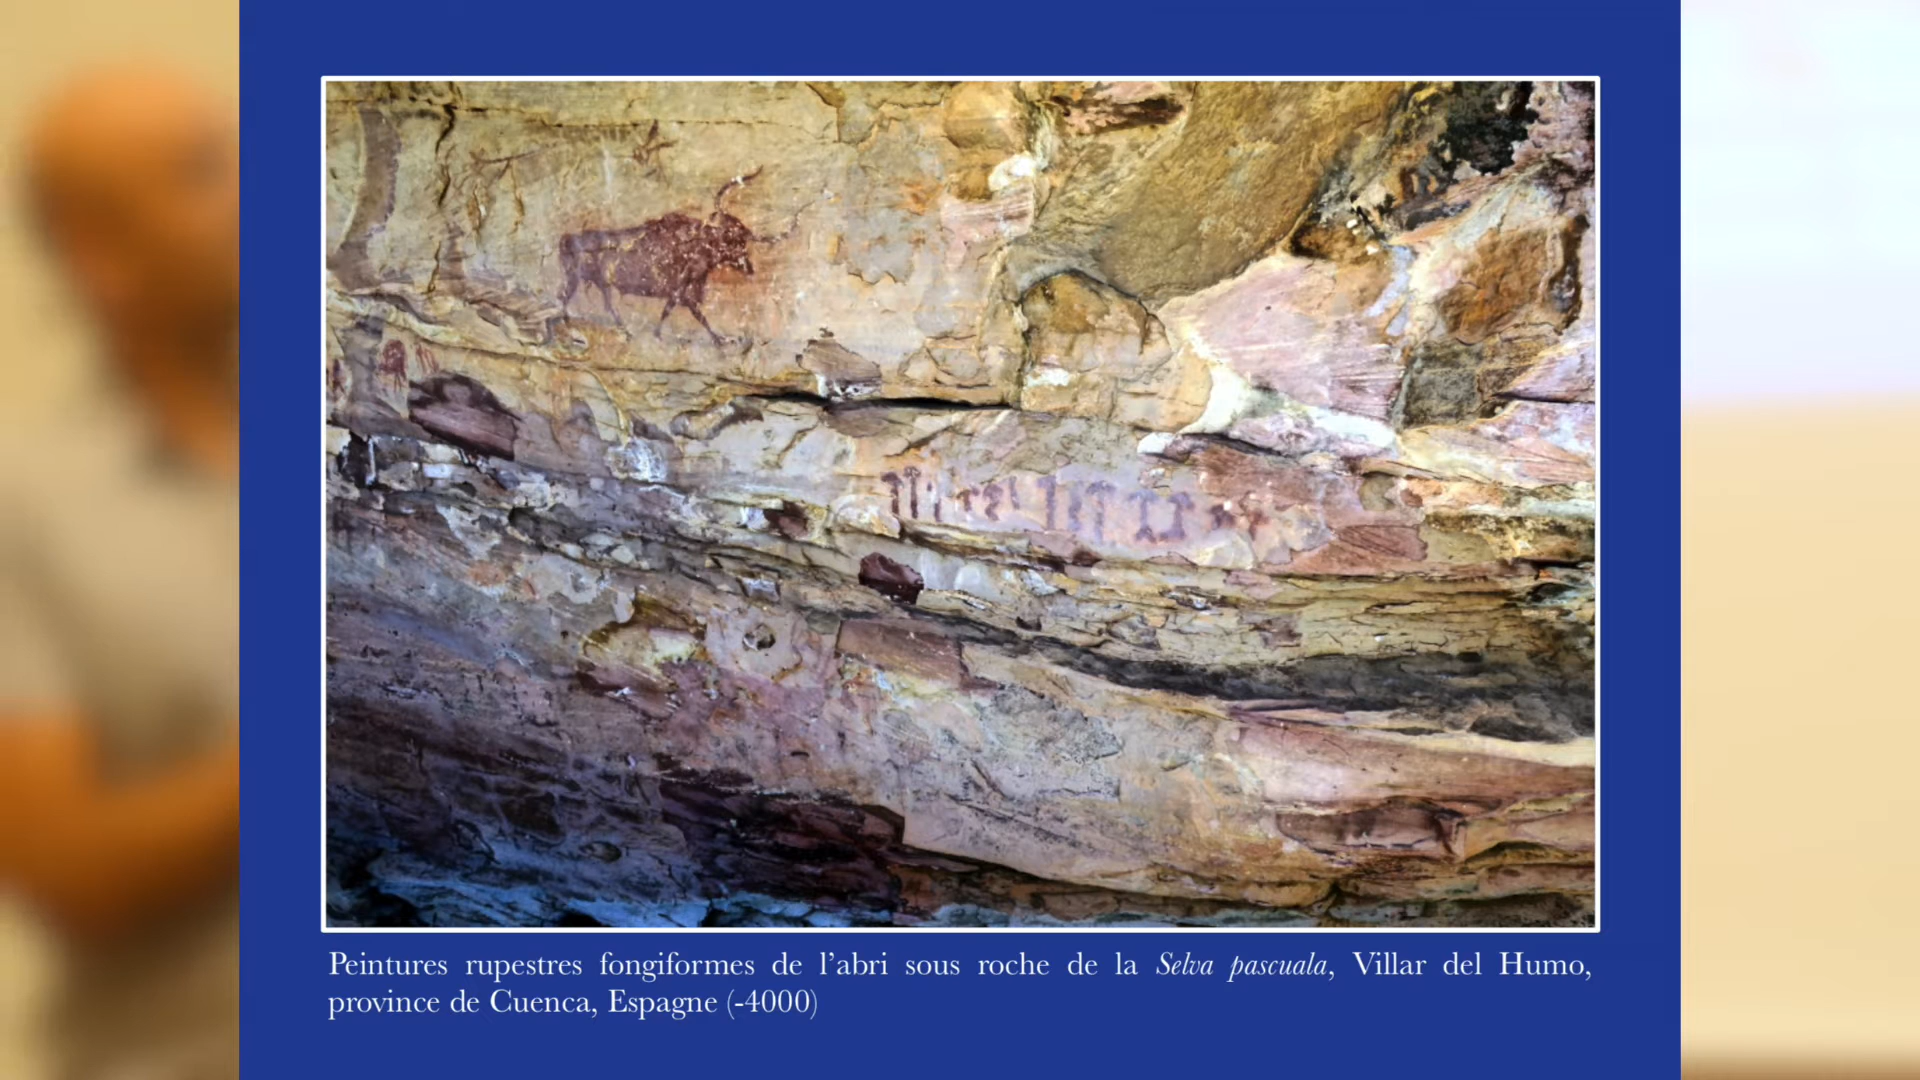 Peintures rupestres fongiformes de l’abri sous roche de la Selva pascuala, Villar del Humo,
province de Cuenca, Espagne (-4000)